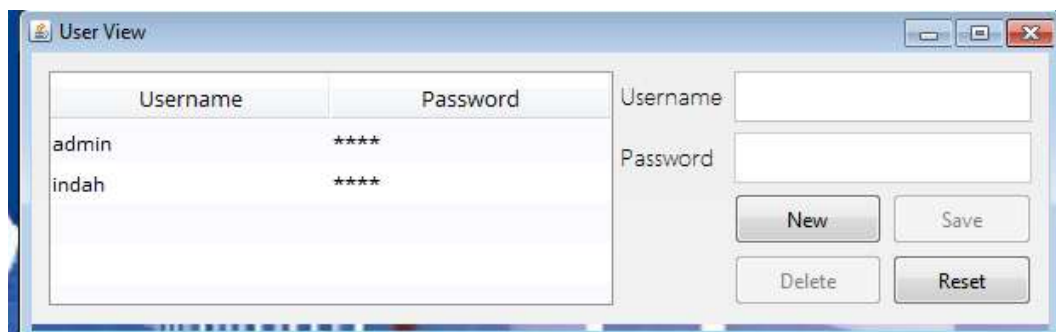 User View
Username Password
admin ****
indah ****
Username
Password
New Save
Delete Reset